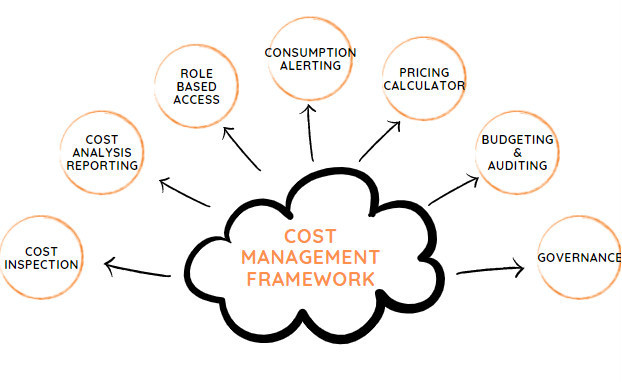 CONSUMPTION
ALERTING
ROLE
BASED
ACCESS
PRICING
CALCULATOR
COST
ANALYSIS
REPORTING
BUDGETING
&
AUDITING
COST
INSPECTION
COST
MANAGEMENT
FRAMEWORK
GOVERNANCE